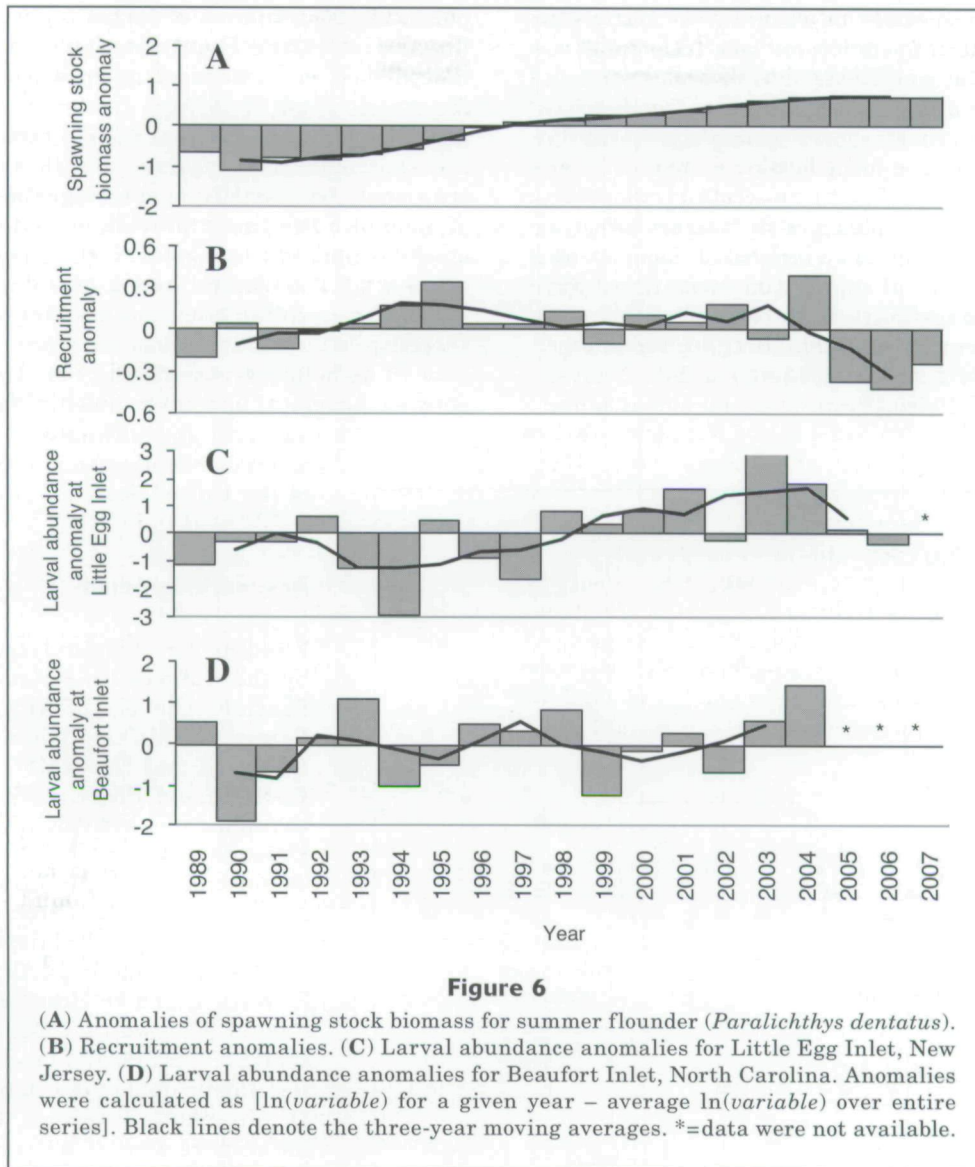 A
Spawning stock
biomass anomaly
2
1
0
-1
-2
B
Recruitment
anomaly
0.6
0.3
0
-0.3
-0.6
C
Larval abundance
anomaly at
Little Egg Inlet
3
2
1
0
-1
-2
-3
*
D
Larval abundance
anomaly at
Beaufort Inlet
2
1
0
-1
-2
* * *
1989 1990 1991 1992 1993 1994 1995 1996 1997 1998 1999 2000 2001 2002 2003 2004 2005 2006 2007
Year
Figure 6
(A) Anomalies of spawning stock biomass for summer flounder (Paralichthys dentatus).
(B) Recruitment anomalies. (C) Larval abundance anomalies for Little Egg Inlet, New
Jersey. (D) Larval abundance anomalies for Beaufort Inlet, North Carolina. Anomalies
were calculated as [ln(variable) for a given year – average ln(variable) over entire
series]. Black lines denote the three-year moving averages. *=data were not available.